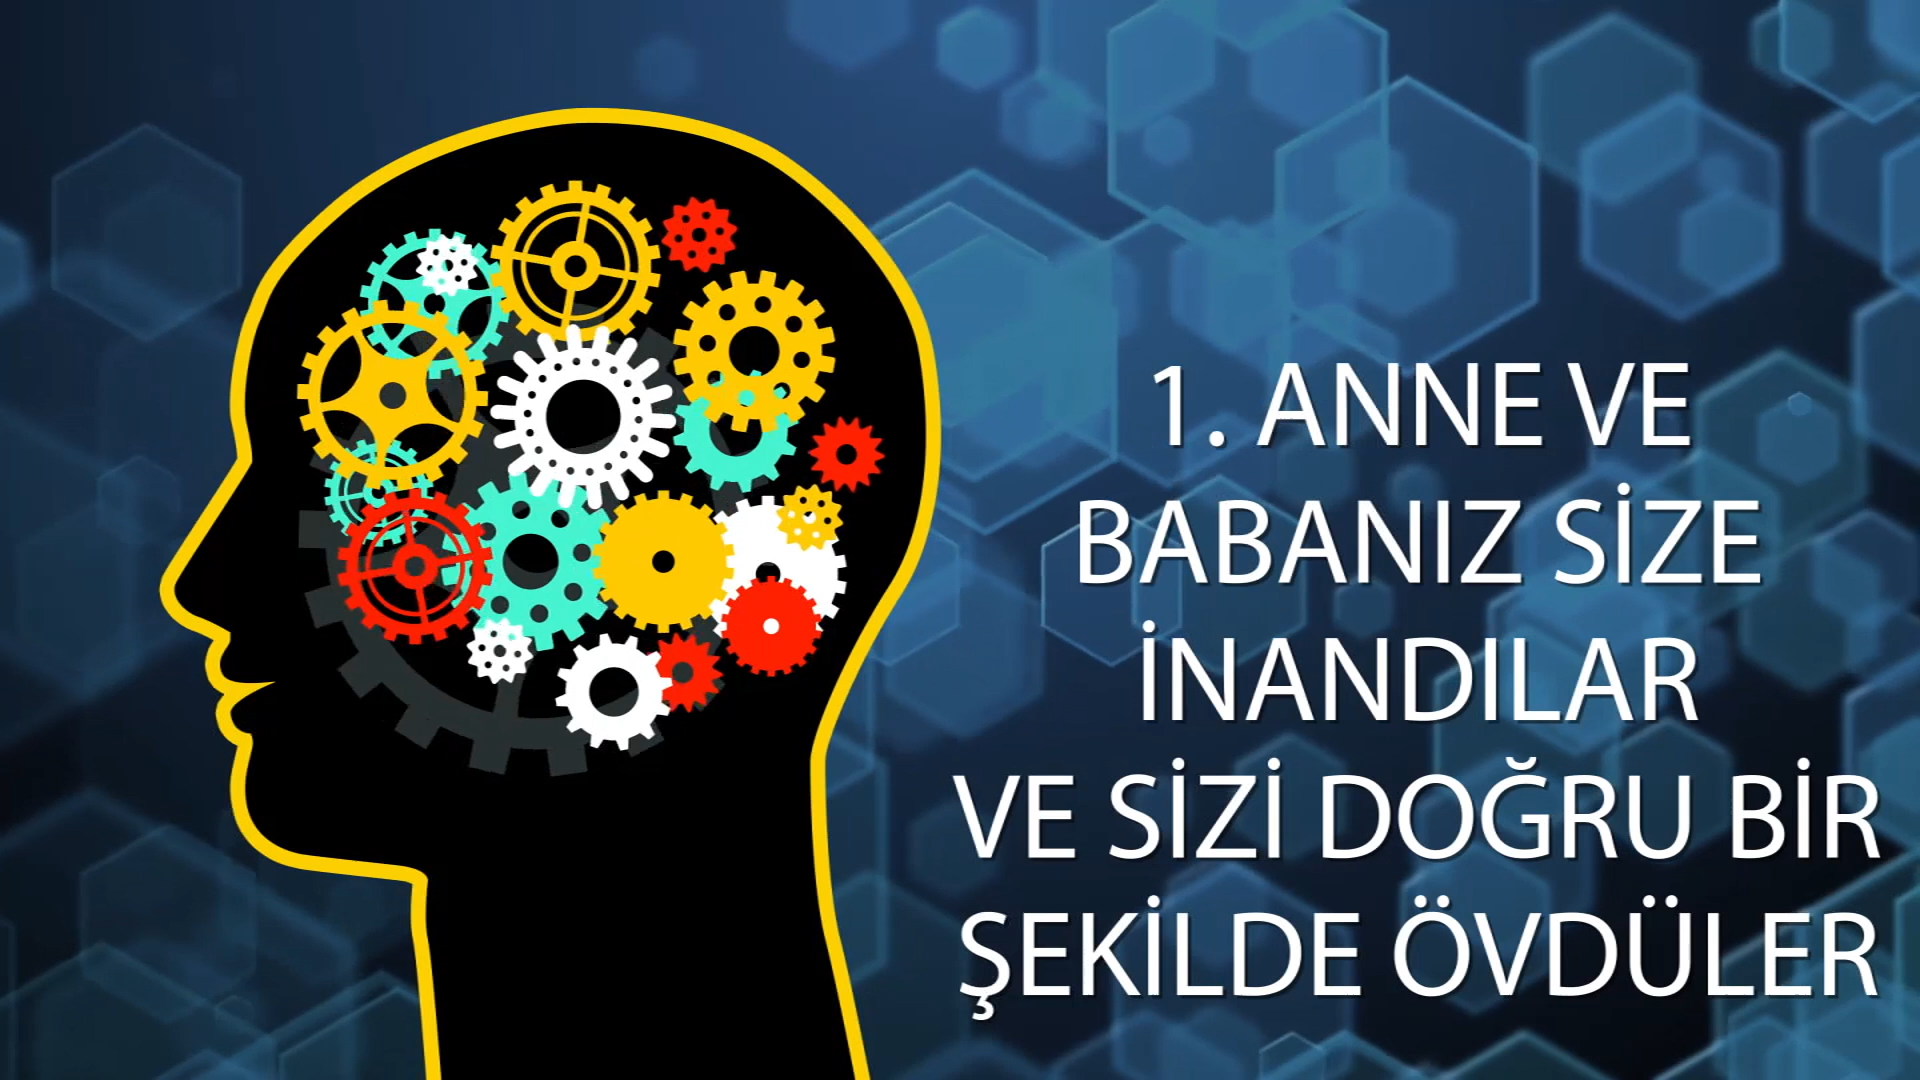 1. ANNE VE
BABANIZ SİZE
İNANDILAR
VE SİZİ DOĞRU BİR
ŞEKİLDE ÖVDÜLER